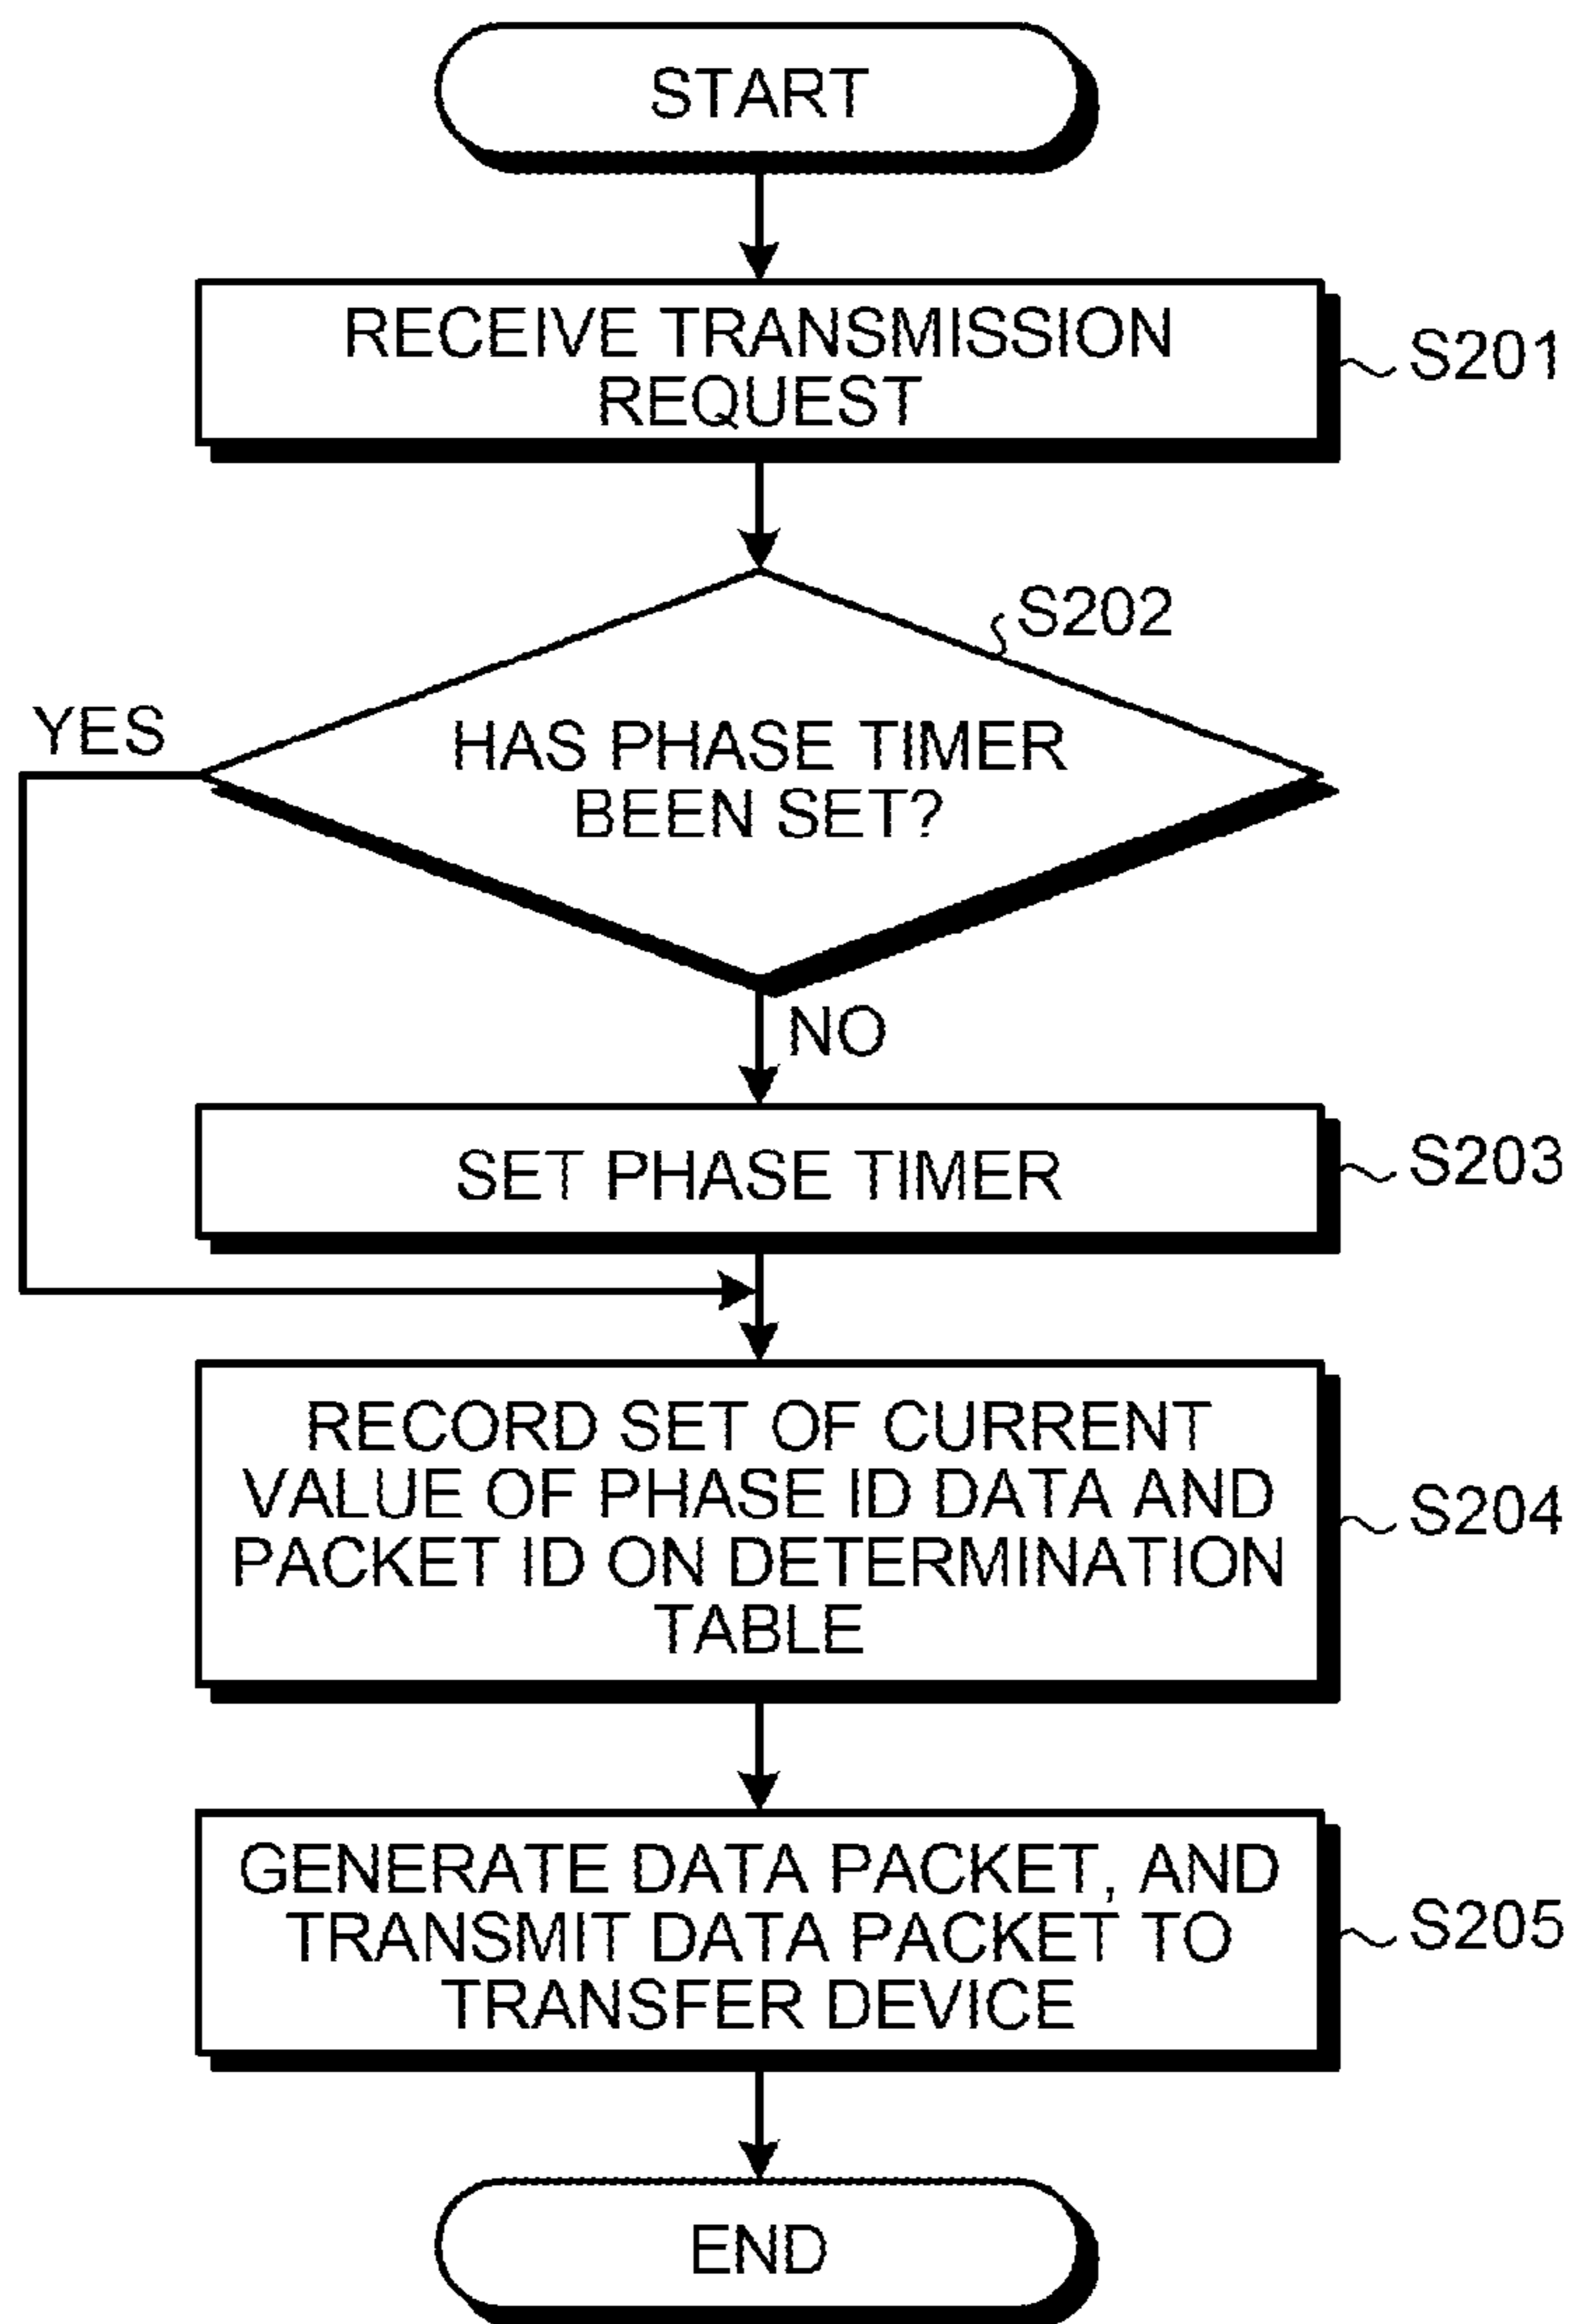 START
RECEIVE TRANSMISSION
REQUEST
S201
S202
YES
HAS PHASE TIMER
BEEN SET?
NO
SET PHASE TIMER
S203
RECORD SET OF CURRENT
VALUE OF PHASE ID DATA AND
PACKET ID ON DETERMINATION
TABLE
S204
GENERATE DATA PACKET, AND
TRANSMIT DATA PACKET TO
TRANSFER DEVICE
S205
END